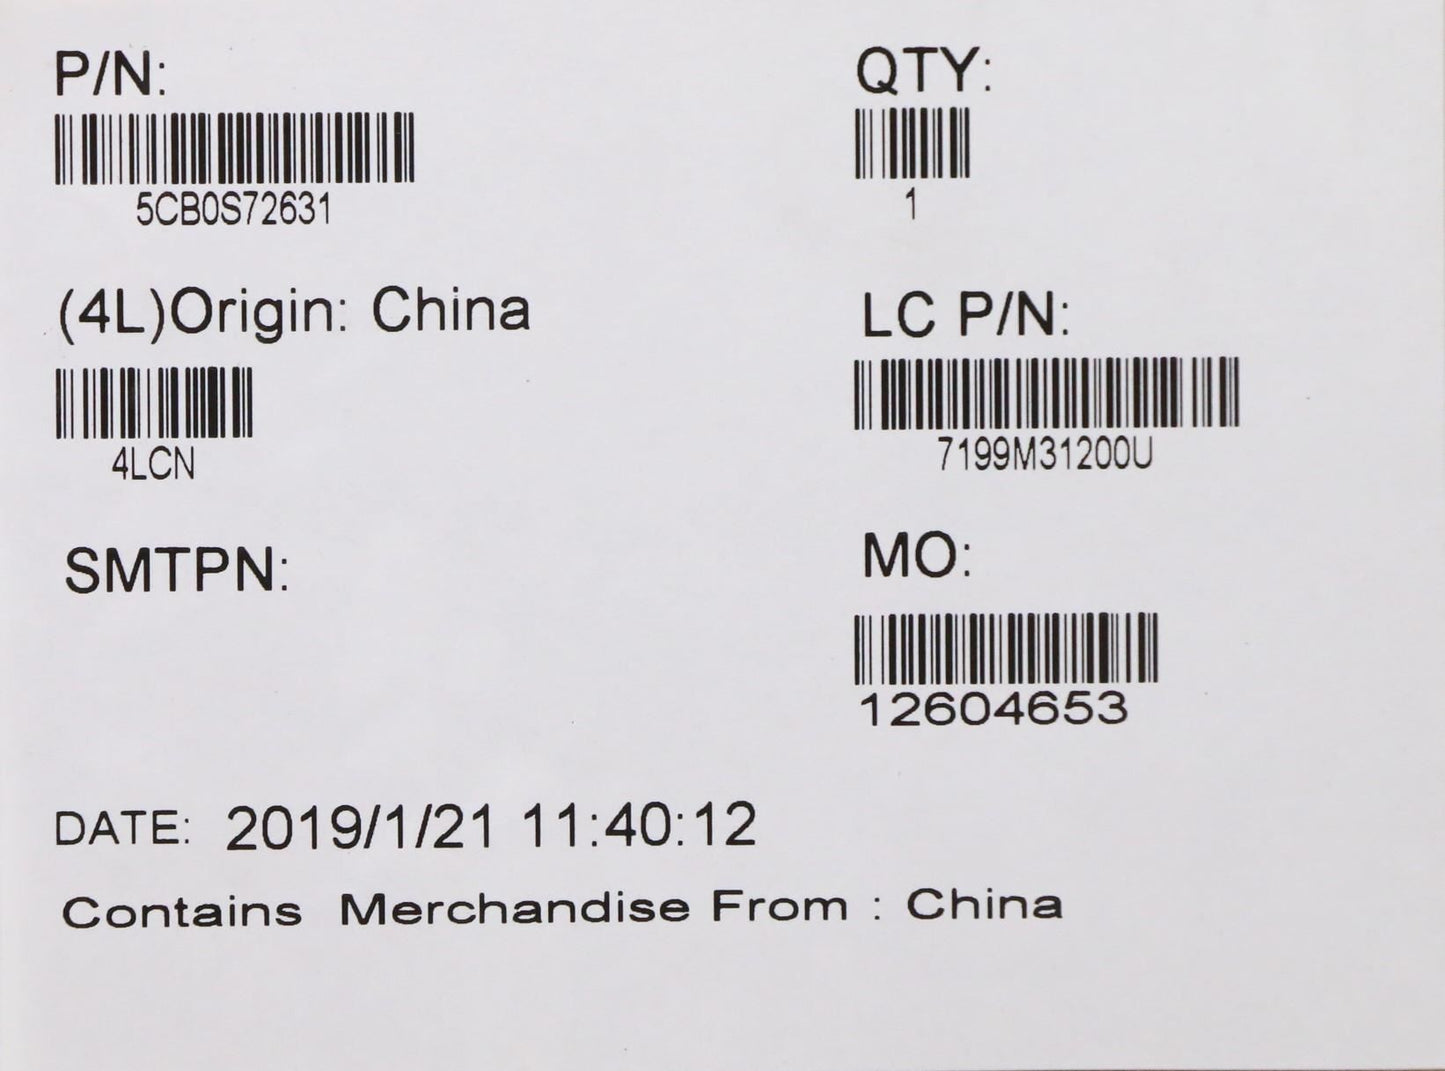 P/N:
5CB0S72631
QTY:
1
(4L)Origin: China
4LCN
LC P/N:
7199M31200U
SMTPN:
MO:
12604653
DATE: 2019/1/21 11:40:12
Contains Merchandise From : China